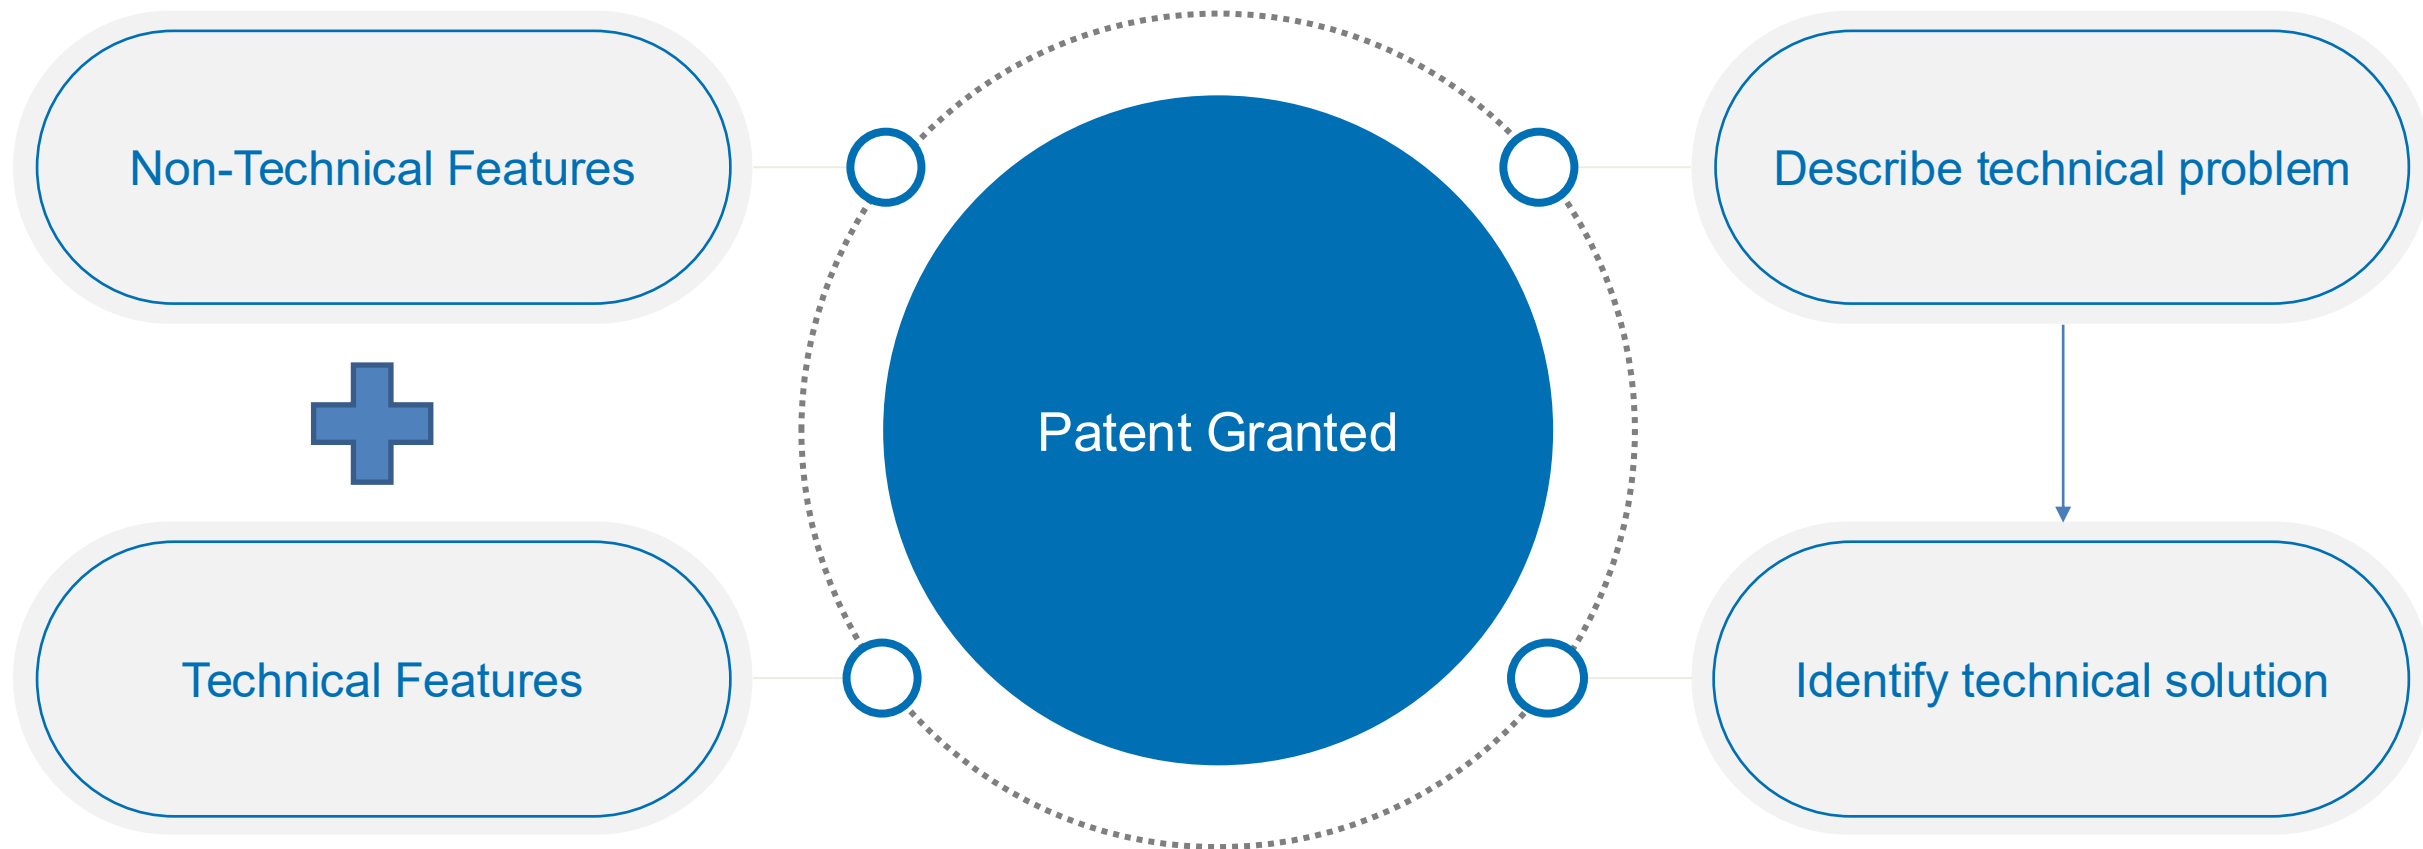 Non-Technical Features
Technical Features
Patent Granted
Describe technical problem
Identify technical solution